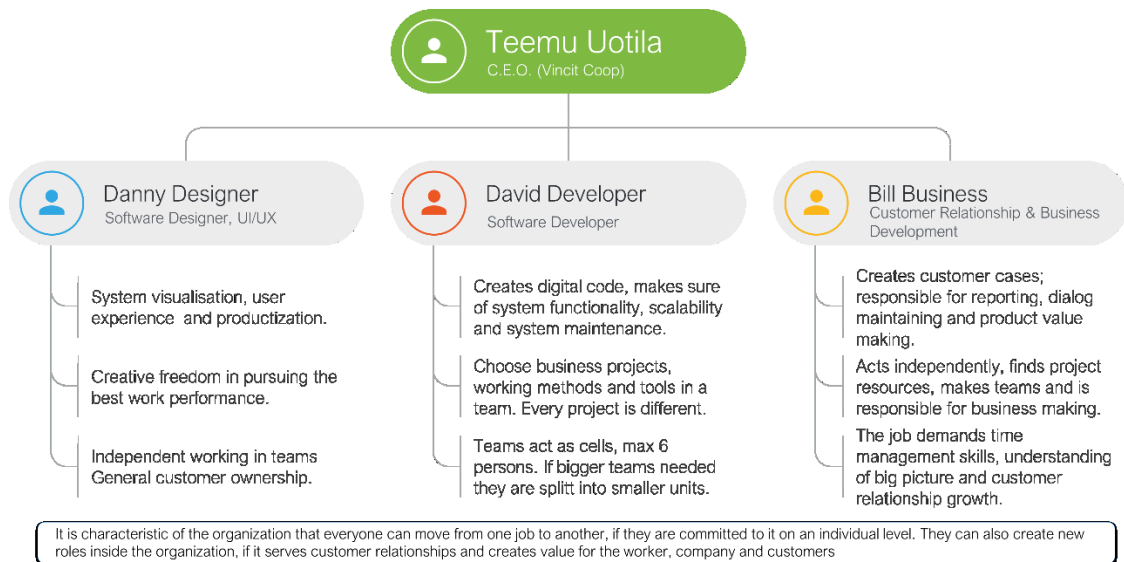 Teemu Uotila
C.E.O. (Vincit Coop)
Danny Designer
Software Designer, UI/UX
System visualisation, user
experience and productization.
Creative freedom in pursuing the
best work performance.
Independent working in teams
General customer ownership.
David Developer
Software Developer
Creates digital code, makes sure
of system functionality, scalability
and system maintenance.
Choose business projects,
working methods and tools in a
team. Every project is different.
Teams act as cells, max 6
persons. If bigger teams needed
they are splitt into smaller units.
Bill Business
Customer Relationship & Business
Development
Creates customer cases;
responsible for reporting, dialog
maintaining and product value
making.
Acts independently, finds project
resources, makes teams and is
responsible for business making.
The job demands time
management skills, understanding
of big picture and customer
relationship growth.
It is characteristic of the organization that everyone can move from one job to another, if they are committed to it on an individual level. They can also create new
roles inside the organization, if it serves customer relationships and creates value for the worker, company and customers